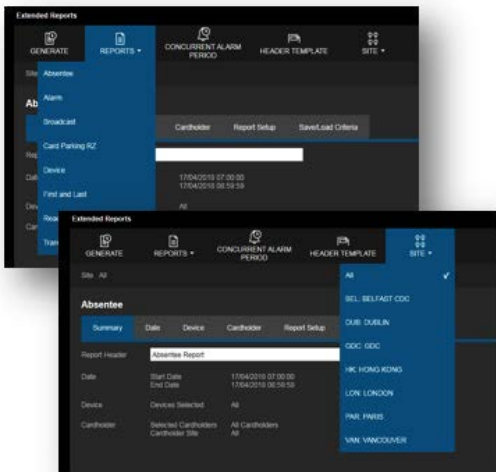 Extended Reports
GENERATE
REPORTS
CONCURRENT ALARM
PERIOD
HEADER TEMPLATE
SITE
Site
Absentee
Alarm
Broadcast
Cardholder
Report Setup
Save/Load Criteria
Card Parking RZ
Device
17/04/2018 07:00:00
17/04/2018 06:59:59
First and Last
All
Extended Reports
GENERATE
REPORTS
CONCURRENT ALARM
PERIOD
HEADER TEMPLATE
SITE
Site All
All
Absentee
BEL: BELFAST CDC
Summary
Date
Device
Cardholder
Report Setup
DUB: DUBLIN
GDC: GDC
Report Header
Absentee Report
HK: HONG KONG
Date
Start Date
17/04/2018 07:00:00
End Date
17/04/2018 06:59:59
LON: LONDON
Device
Devices Selected
All
PAR: PARIS
Cardholder
Selected Cardholders
All Cardholders
Cardholder Site
All
VAN: VANCOUVER